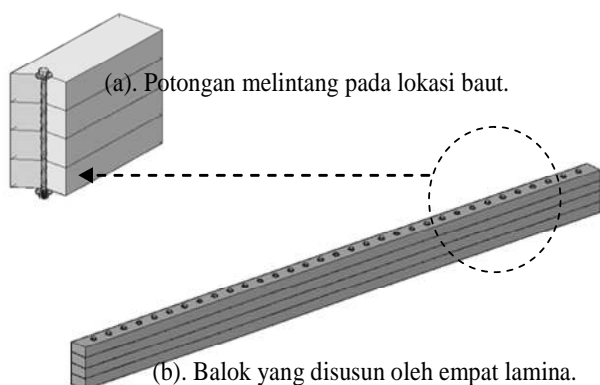 (a). Potongan melintang pada lokasi baut.
(b). Balok yang disusun oleh empat lamina.